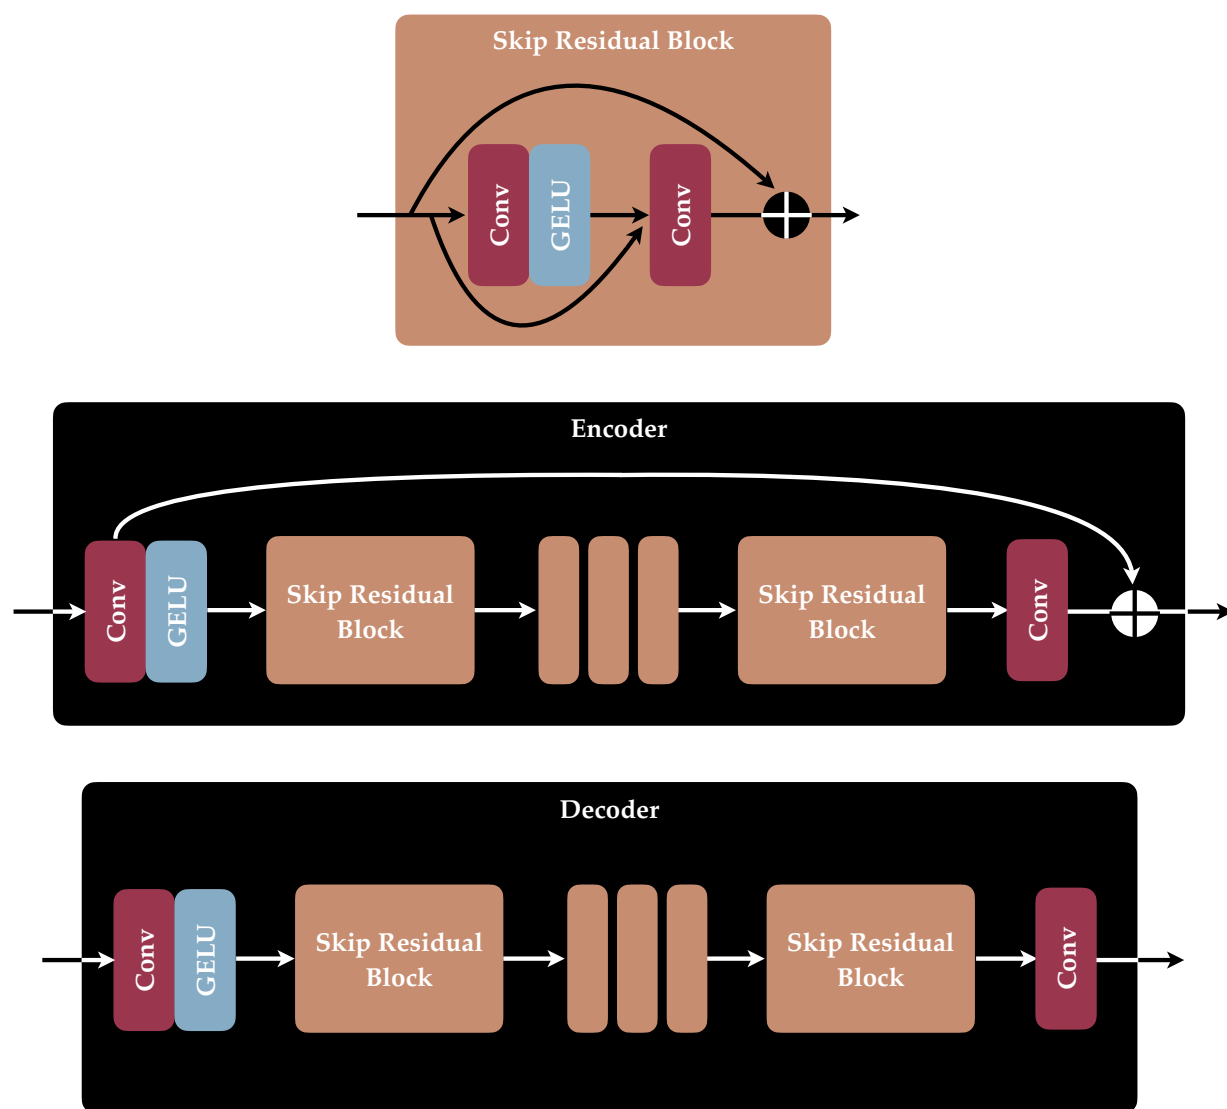 Skip Residual Block
Conv
GELU
Conv
Encoder
Conv
GELU
Skip Residual
Block
Skip Residual
Block
Conv
Decoder
Conv
GELU
Skip Residual
Block
Skip Residual
Block
Conv